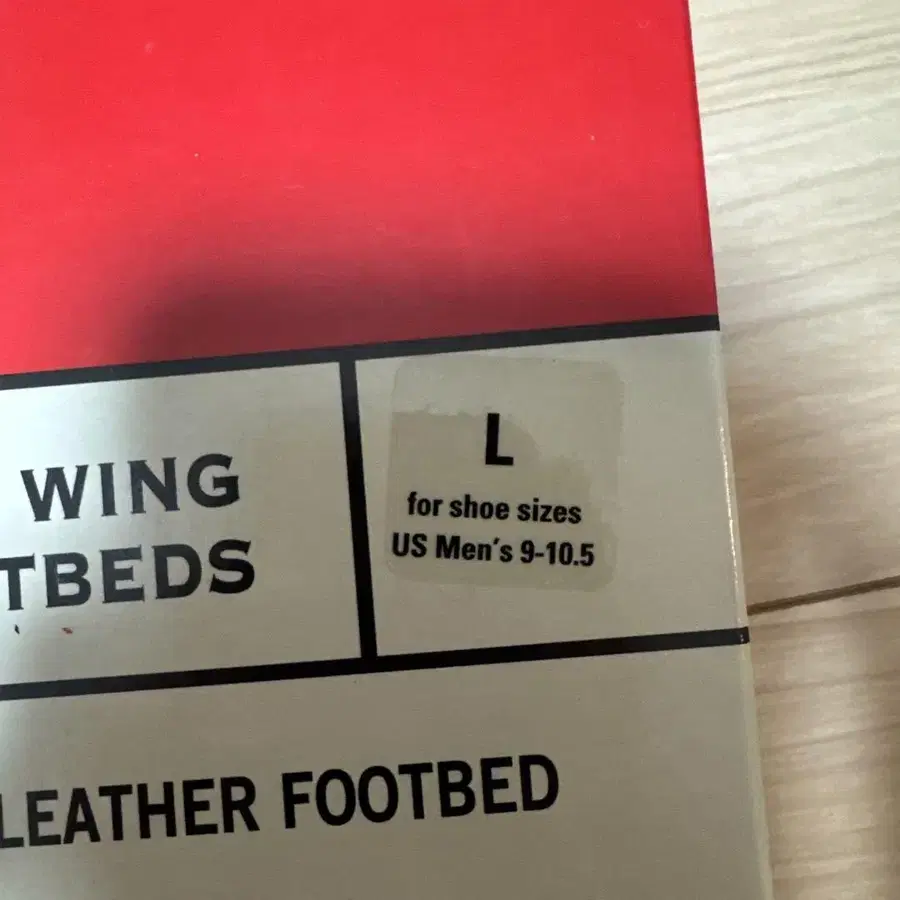 WING
TBEDS
L
for shoe sizes
US Men's 9-10.5
LEATHER FOOTBED